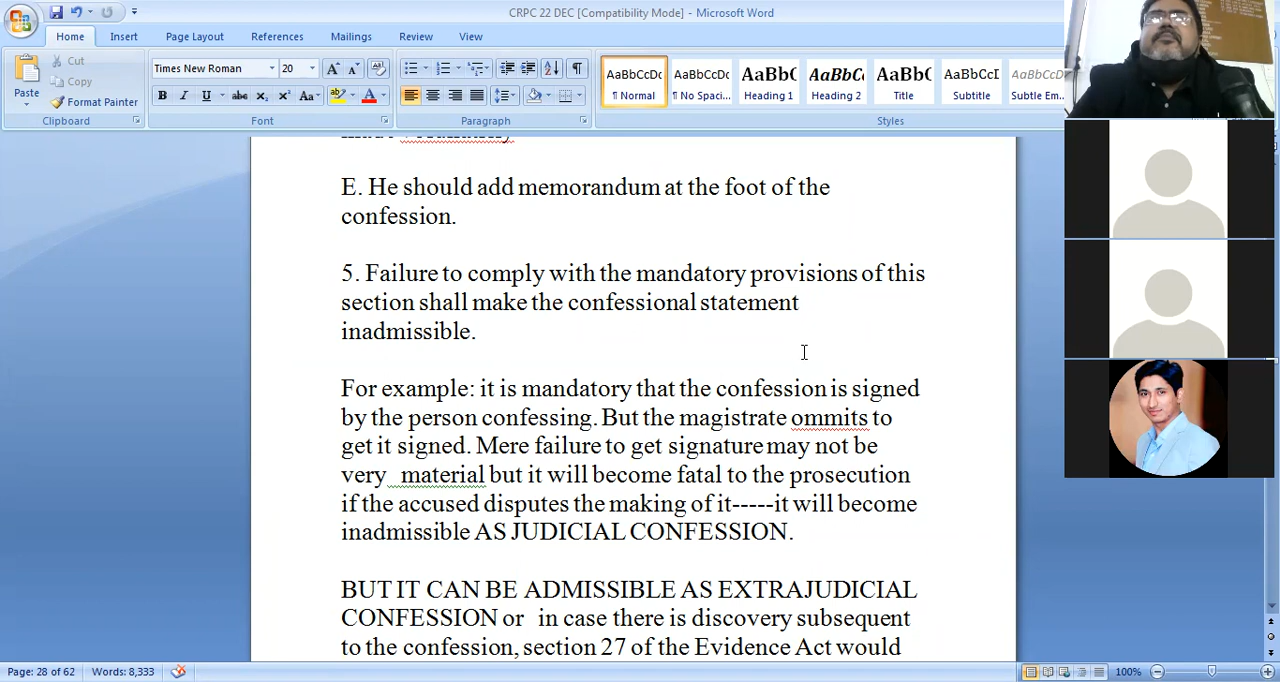 CRPC 22 DEC [Compatibility Mode] - Microsoft Word
Home Insert Page Layout References Mailings Review View
Cut
Copy
Paste
Format Painter
Times New Roman 20
AaBbCcDc AaBbCcDc AaBbC AaBbCc AaBbC AaBbCcI AaBbCcDc
¶ Normal ¶ No Spaci... Heading 1 Heading 2 Title Subtitle Subtle Em...
Clipboard Font Paragraph Styles
E. He should add memorandum at the foot of the
confession.
5. Failure to comply with the mandatory provisions of this
section shall make the confessional statement
inadmissible.
For example: it is mandatory that the confession is signed
by the person confessing. But the magistrate ommits to
get it signed. Mere failure to get signature may not be
very material but it will become fatal to the prosecution
if the accused disputes the making of it-----it will become
inadmissible AS JUDICIAL CONFESSION.
BUT IT CAN BE ADMISSIBLE AS EXTRAJUDICIAL
CONFESSION or in case there is discovery subsequent
to the confession, section 27 of the Evidence Act would
Page: 28 of 62 Words: 8,333 100%